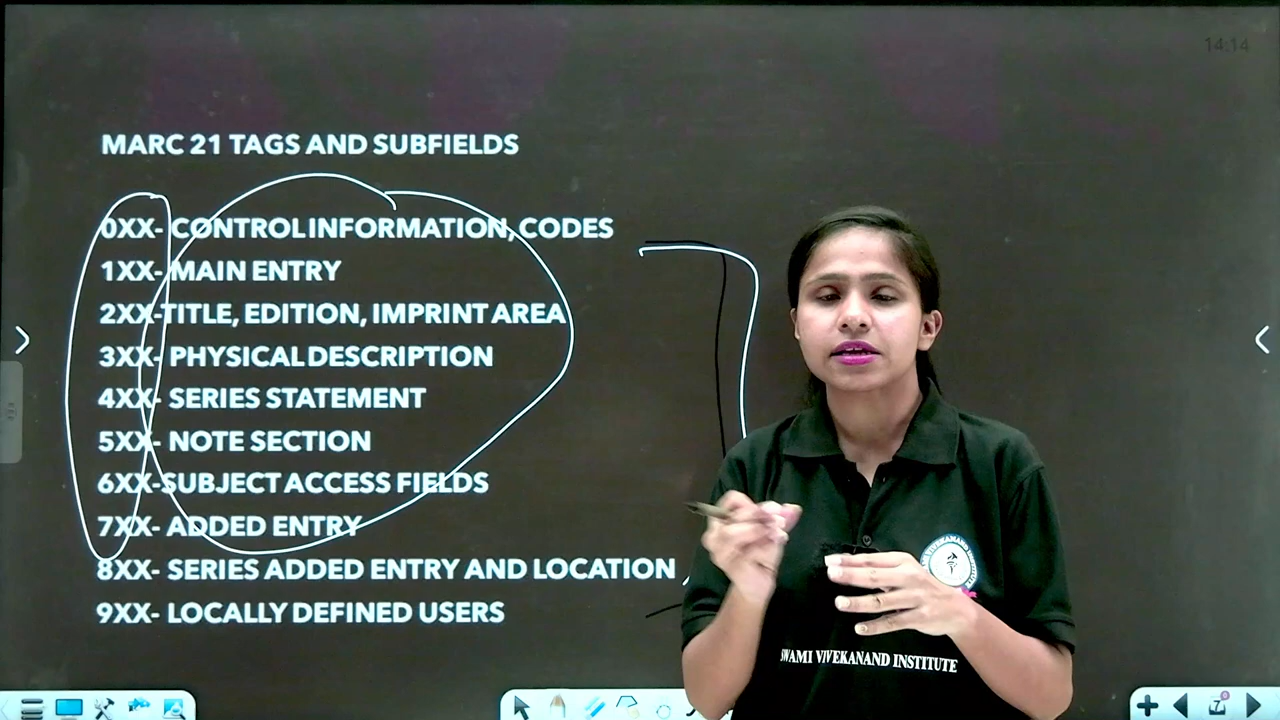 14:14
MARC 21 TAGS AND SUBFIELDS
0XX- CONTROL INFORMATION, CODES
1XX- MAIN ENTRY
2XX-TITLE, EDITION, IMPRINT AREA
3XX- PHYSICAL DESCRIPTION
4XX- SERIES STATEMENT
5XX- NOTE SECTION
6XX-SUBJECT ACCESS FIELDS
7XX- ADDED ENTRY
8XX- SERIES ADDED ENTRY AND LOCATION
9XX- LOCALLY DEFINED USERS
VIVEKANAND
SWAMI VIVEKANAND INSTITUTE